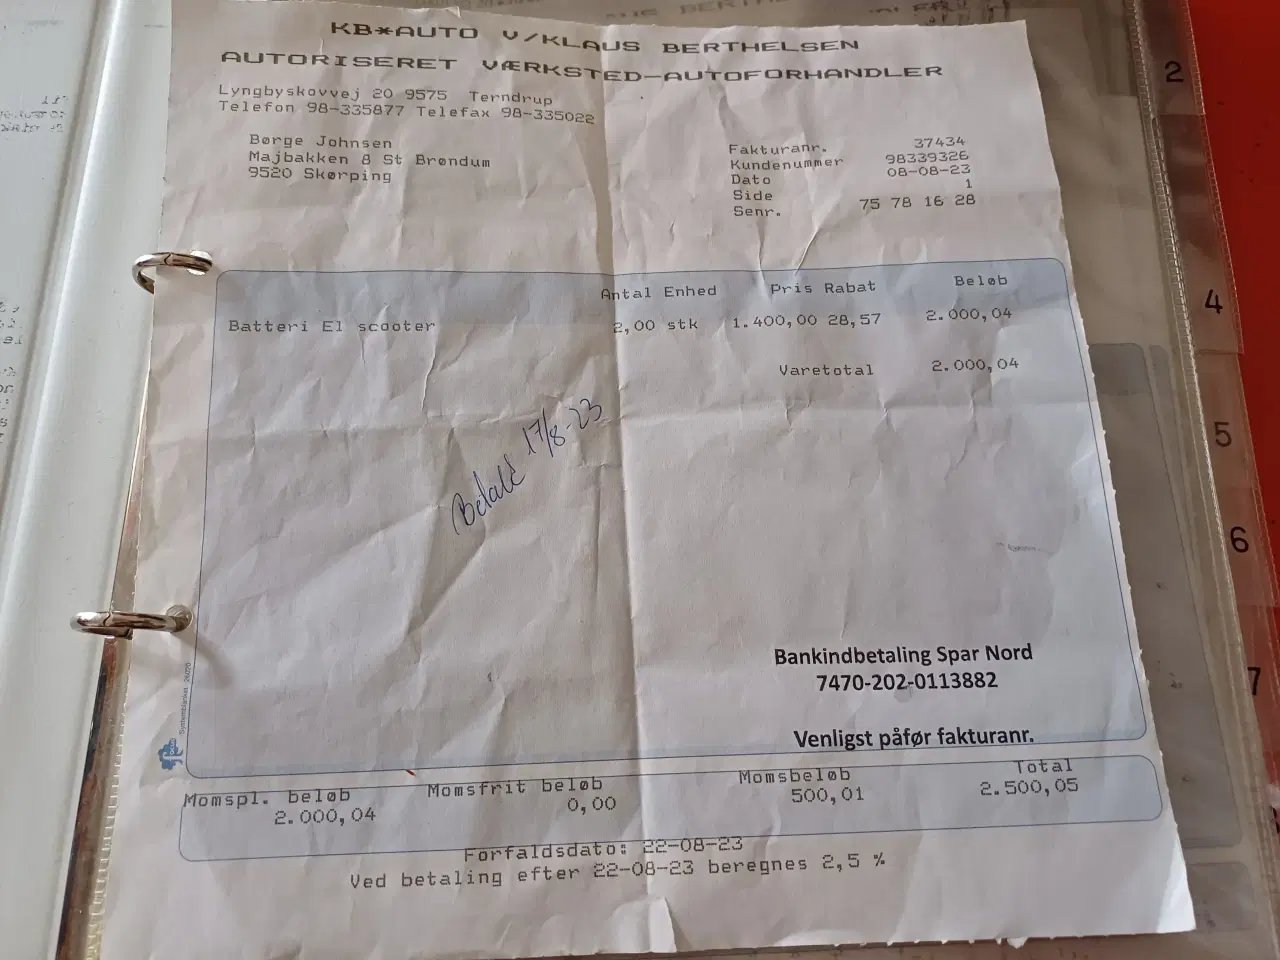 KB*AUTO V/KLAUS BERTHELSEN
AUTORISERET VÆRKSTED-AUTOFORHANDLER
Lyngbyskovvej 20 9575 Terndrup
Telefon 98-335877 Telefax 98-335022
Børge Johnsen
Majbakken 8 St Brøndum
9520 Skørping
Fakturanr. 37434
Kundenummer 98339326
Dato 08-08-23
Side 1
Senr. 75 78 16 28
Antal Enhed Pris Rabat Beløb
Batteri El scooter 2,00 stk 1.400,00 28,57 2.000,04
Varetotal 2.000,04
Betalt 17/8-23
Bankindbetaling Spar Nord
7470-202-0113882
Venligst påfør fakturanr.
Systemblanket 26020
Momspl. beløb Momsfrit beløb Momsbeløb Total
2.000,04 0,00 500,01 2.500,05
Forfaldsdato: 22-08-23
Ved betaling efter 22-08-23 beregnes 2,5 %
2
4
5
6
7